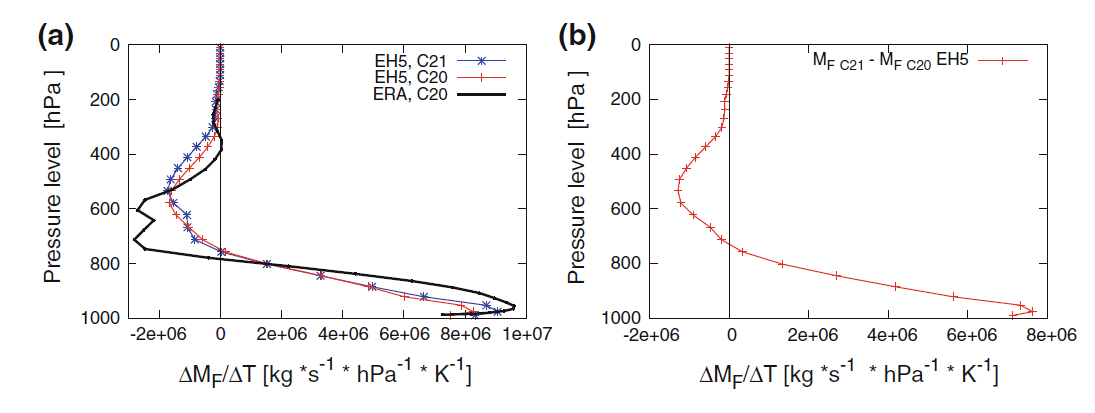 (a)
0
200
400
600
800
1000
Pressure level [hPa ]
EH5, C21
EH5, C20
ERA, C20
-2e+06 0 2e+06 4e+06 6e+06 8e+06 1e+07
ΔM_F/ΔT [kg *s^-1 * hPa^-1 * K^-1]
(b)
0
200
400
600
800
1000
Pressure level [hPa ]
M_F C21 - M_F C20 EH5
-2e+06 0 2e+06 4e+06 6e+06 8e+06
ΔM_F/ΔT [kg *s^-1 * hPa^-1 * K^-1]